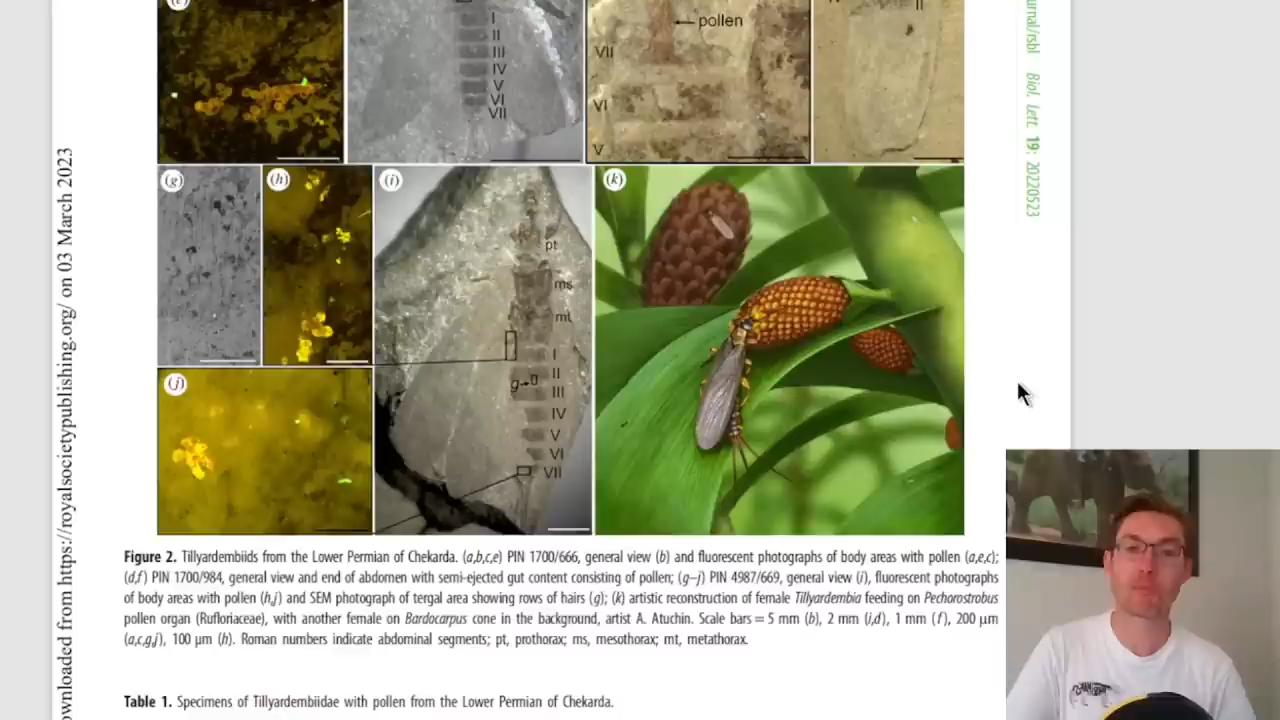 II
I
II
III
IV
V
VI
VII
pollen
VII
VI
V
(g)
(h)
(i)
(k)
pt
ms
mt
I
II
III
IV
V
VI
VII
g
(j)
Figure 2. Tillyardembiids from the Lower Permian of Chekarda. (a,b,c,e) PIN 1700/666, general view (b) and fluorescent photographs of body areas with pollen (a,e,c);
(d,f) PIN 1700/984, general view and end of abdomen with semi-ejected gut content consisting of pollen; (g–j) PIN 4987/669, general view (i), fluorescent photographs
of body areas with pollen (h,j) and SEM photograph of tergal area showing rows of hairs (g); (k) artistic reconstruction of female Tillyardembia feeding on Pechorostrobus
pollen organ (Rufloriaceae), with another female on Bardocarpus cone in the background, artist A. Atuchin. Scale bars = 5 mm (b), 2 mm (i,d), 1 mm (f), 200 μm
(a,c,g,j), 100 μm (h). Roman numbers indicate abdominal segments; pt, prothorax; ms, mesothorax; mt, metathorax.
Table 1. Specimens of Tillyardembiidae with pollen from the Lower Permian of Chekarda.
ownloaded from https://royalsocietypublishing.org/ on 03 March 2023
urnal/rsbl Biol. Lett. 19: 20220523